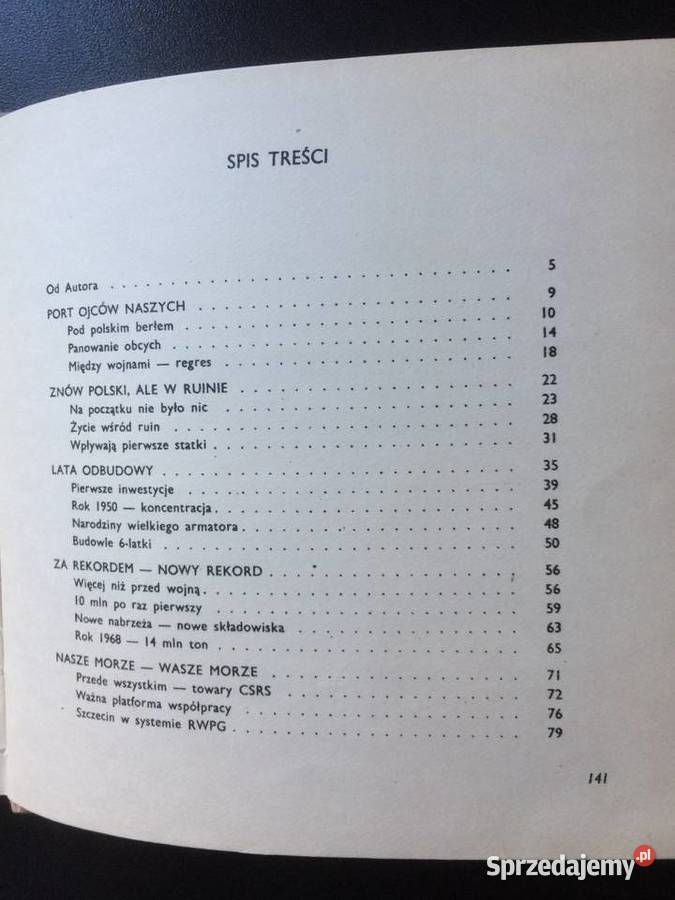 SPIS TREŚCI
Od Autora . . . . . . . . . . . . . . . . . . . . . . . . . . 5
PORT OJCÓW NASZYCH . . . . . . . . . . . . . . . . . . . . 9
Pod polskim berłem . . . . . . . . . . . . . . . . . . . . . 10
Panowanie obcych . . . . . . . . . . . . . . . . . . . . . 14
Między wojnami — regres . . . . . . . . . . . . . . . . . . . 18
ZNÓW POLSKI, ALE W RUINIE . . . . . . . . . . . . . . . . . 22
Na początku nie było nic . . . . . . . . . . . . . . . . . . 23
Życie wśród ruin . . . . . . . . . . . . . . . . . . . . . 28
Wpływają pierwsze statki . . . . . . . . . . . . . . . . . . . 31
LATA ODBUDOWY . . . . . . . . . . . . . . . . . . . . . . 35
Pierwsze inwestycje . . . . . . . . . . . . . . . . . . . . 39
Rok 1950 — koncentracja . . . . . . . . . . . . . . . . . . . 45
Narodziny wielkiego armatora . . . . . . . . . . . . . . . . . 48
Budowle 6-latki . . . . . . . . . . . . . . . . . . . . . . 50
ZA REKORDEM — NOWY REKORD . . . . . . . . . . . . . . . . 56
Więcej niż przed wojną . . . . . . . . . . . . . . . . . . . 56
10 mln po raz pierwszy . . . . . . . . . . . . . . . . . . . 59
Nowe nabrzeża — nowe składowiska . . . . . . . . . . . . . . 63
Rok 1968 — 14 mln ton . . . . . . . . . . . . . . . . . . . 65
NASZE MORZE — WASZE MORZE . . . . . . . . . . . . . . . . 71
Przede wszystkim — towary CSRS . . . . . . . . . . . . . . . 72
Ważna platforma współpracy . . . . . . . . . . . . . . . . . 76
Szczecin w systemie RWPG . . . . . . . . . . . . . . . . . . 79
141
Sprzedajemy.pl